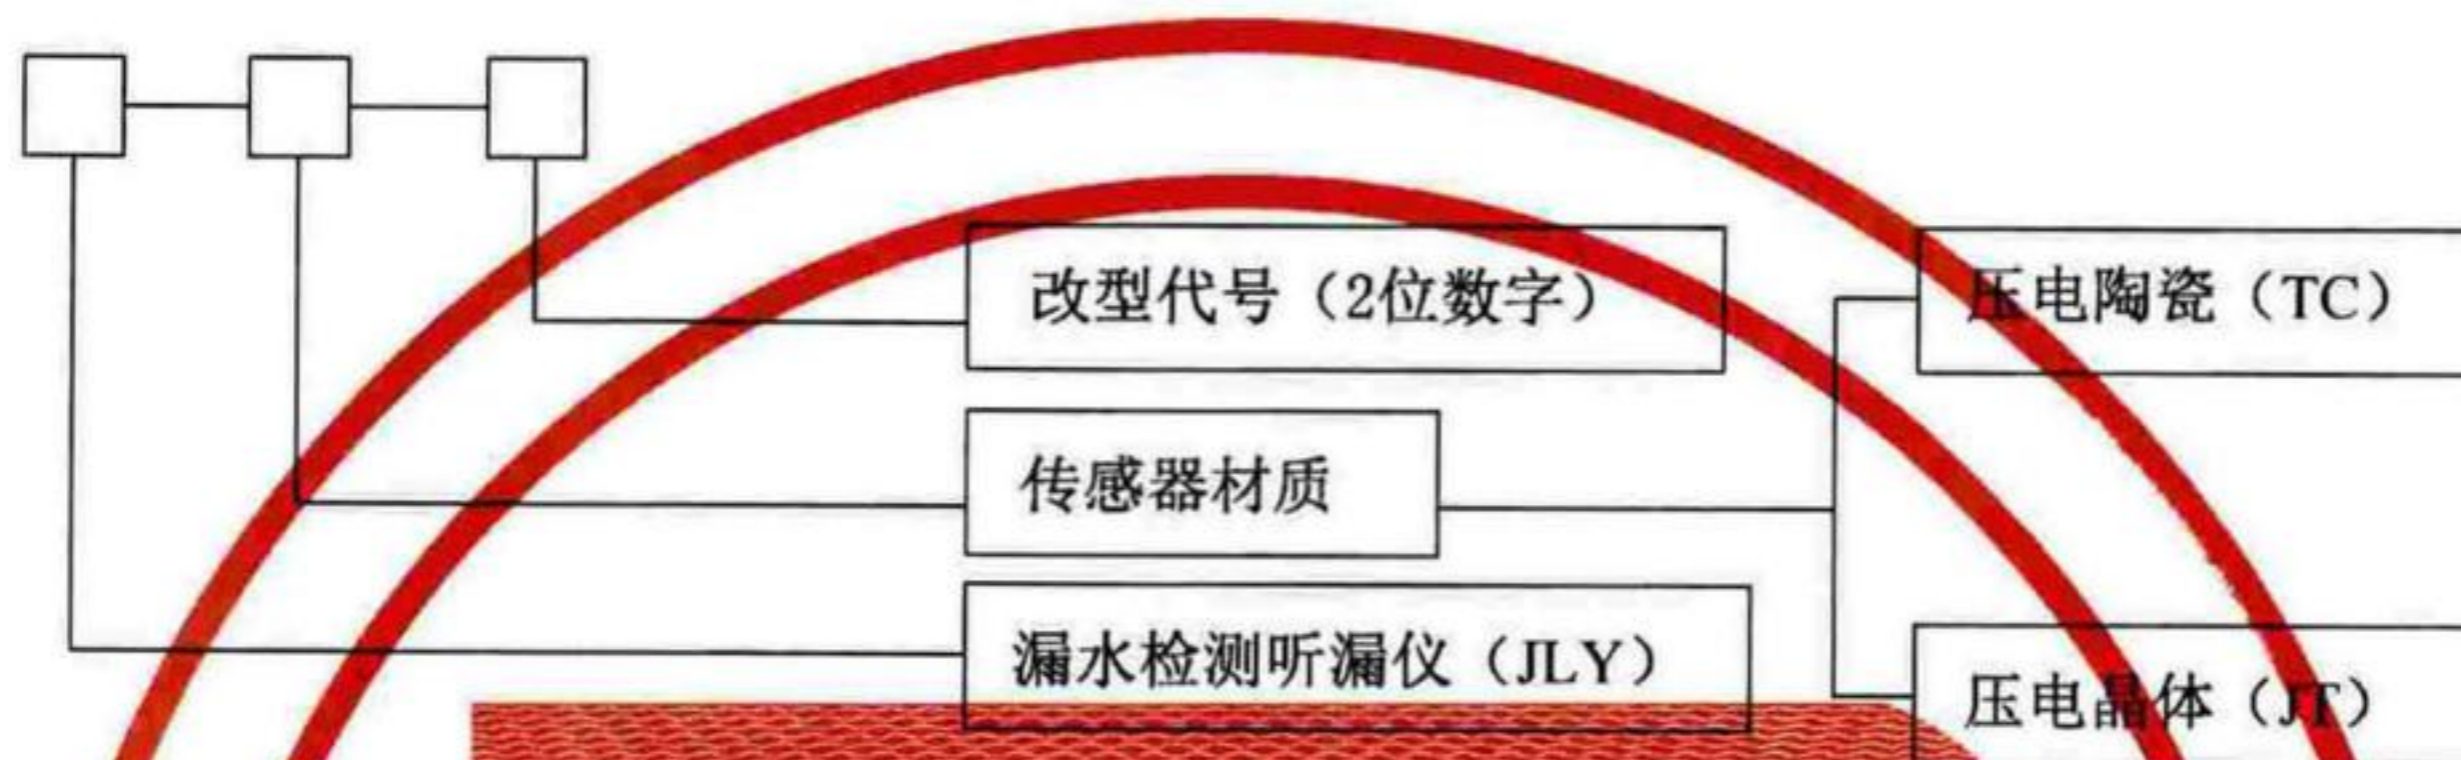 改型代号（2位数字）
压电陶瓷（TC）
传感器材质
漏水检测听漏仪（JLY）
压电晶体（JT）